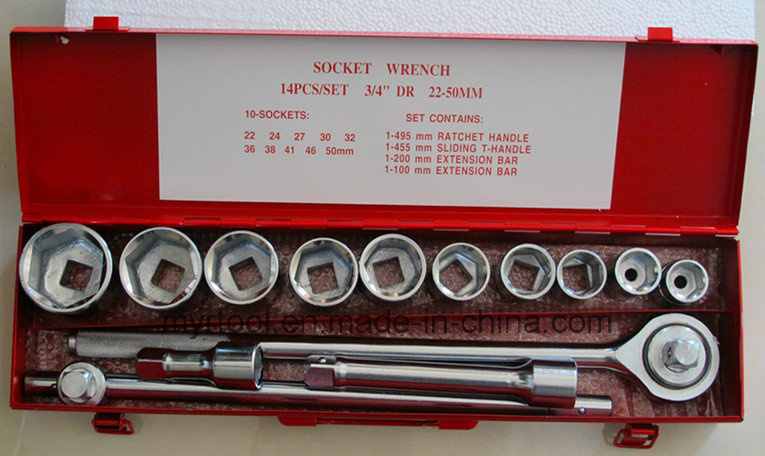 SOCKET WRENCH
14PCS/SET 3/4" DR 22-50MM
10-SOCKETS:
22 24 27 30 32
36 38 41 46 50mm
SET CONTAINS:
1-495 mm RATCHET HANDLE
1-455 mm SLIDING T-HANDLE
1-200 mm EXTENSION BAR
1-100 mm EXTENSION BAR
.en.made-in-china.com